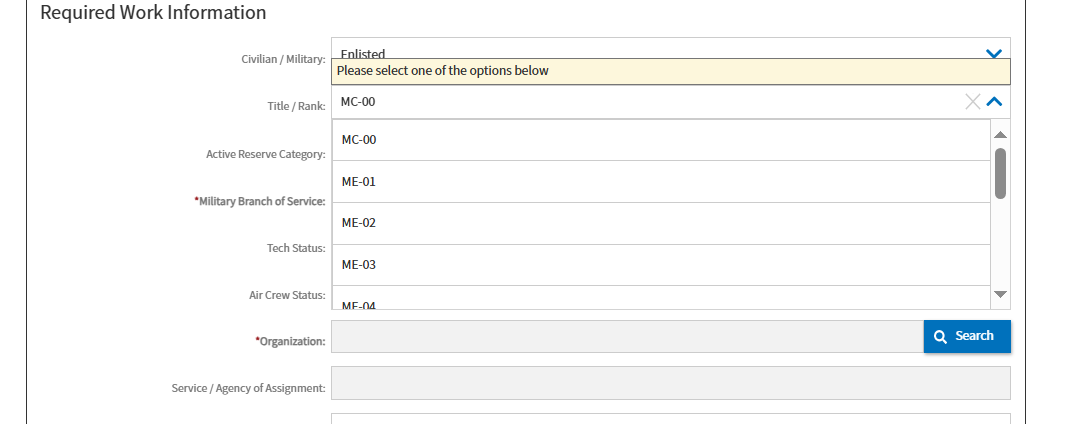 Required Work Information
Civilian / Military:
Enlisted
Please select one of the options below
Title / Rank:
MC-00
MC-00
Active Reserve Category:
ME-01
*Military Branch of Service:
ME-02
Tech Status:
ME-03
Air Crew Status:
ME-04
*Organization:
Search
Service / Agency of Assignment: